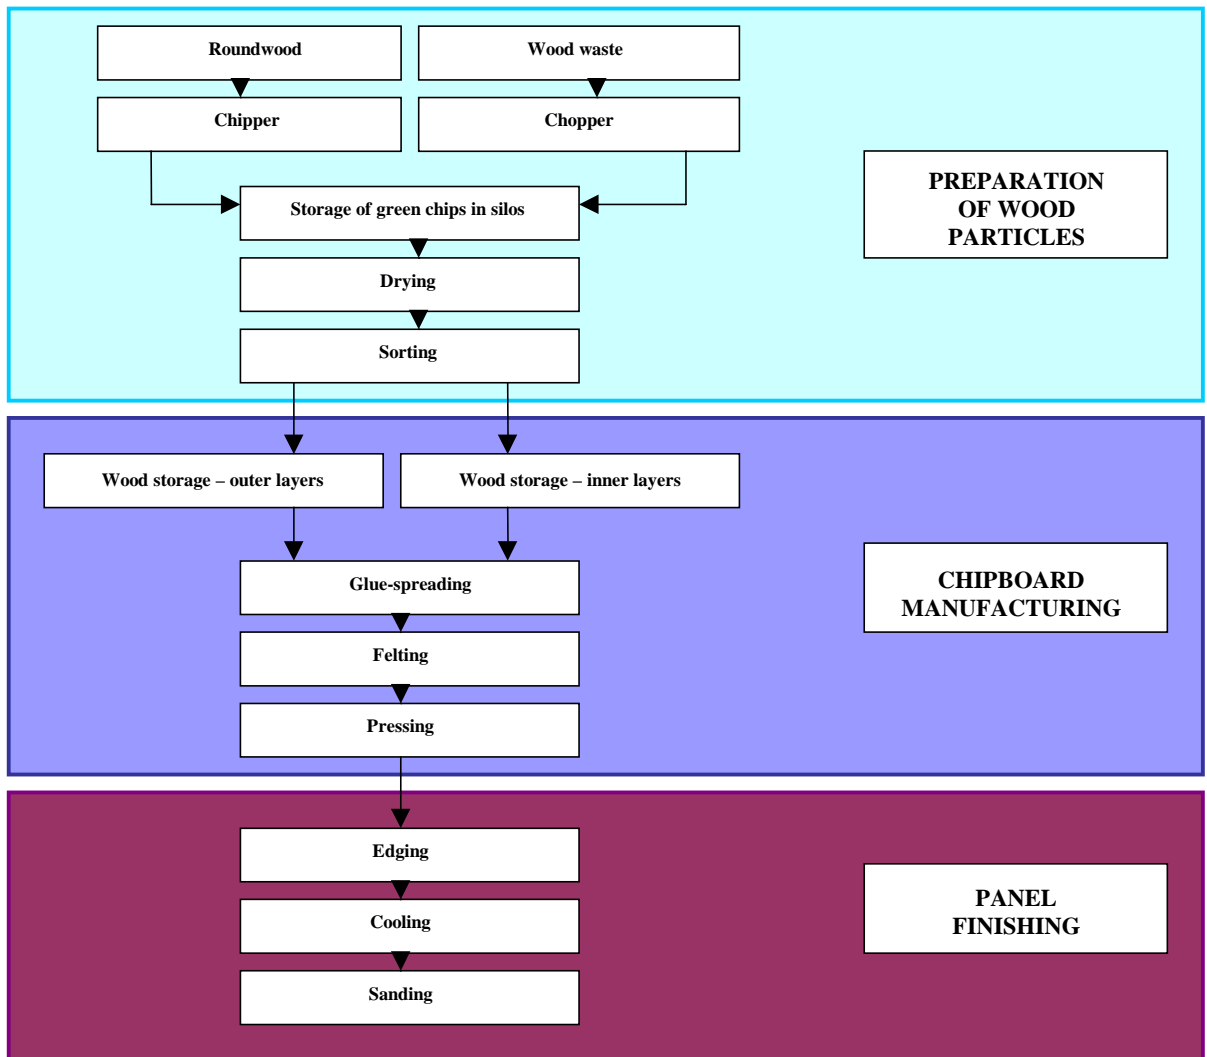 Roundwood
Wood waste
Chipper
Chopper
PREPARATION
OF WOOD
PARTICLES
Storage of green chips in silos
Drying
Sorting
Wood storage – outer layers
Wood storage – inner layers
Glue-spreading
CHIPBOARD
MANUFACTURING
Felting
Pressing
Edging
PANEL
FINISHING
Cooling
Sanding